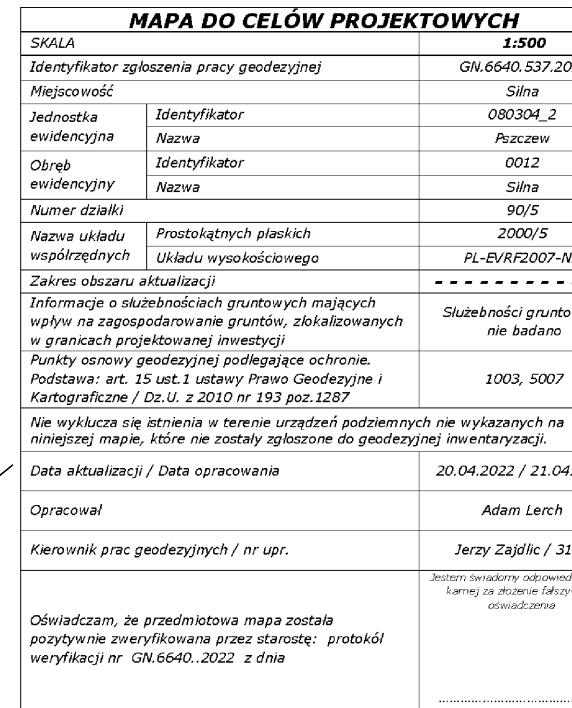 MAPA DO CELÓW PROJEKTOWYCH
SKALA 1:500
Identyfikator zgłoszenia pracy geodezyjnej GN.6640.537.20
Miejscowość Silna
Jednostka ewidencyjna Identyfikator 080304_2
Nazwa Pszczew
Obręb ewidencyjny Identyfikator 0012
Nazwa Silna
Numer działki 90/5
Nazwa układu współrzędnych Prostokątnych płaskich 2000/5
Układu wysokościowego PL-EVRF2007-N
Zakres obszaru aktualizacji
Informacje o służebnościach gruntowych mających
wpływ na zagospodarowanie gruntów, zlokalizowanych
w granicach projektowanej inwestycji
Służebności grunto
nie badano
Punkty osnowy geodezyjnej podlegające ochronie.
Podstawa: art. 15 ust.1 ustawy Prawo Geodezyjne i
Kartograficzne / Dz.U. z 2010 nr 193 poz.1287
1003, 5007
Nie wyklucza się istnienia w terenie urządzeń podziemnych nie wykazanych na
niniejszej mapie, które nie zostały zgłoszone do geodezyjnej inwentaryzacji.
Data aktualizacji / Data opracowania 20.04.2022 / 21.04.
Opracował Adam Lerch
Kierownik prac geodezyjnych / nr upr. Jerzy Zajdlic / 31
Jestem świadomy odpowied
karnej za złożenie fałszy
oświadczenia
Oświadczam, że przedmiotowa mapa została
pozytywnie zweryfikowana przez starostę: protokół
weryfikacji nr GN.6640..2022 z dnia